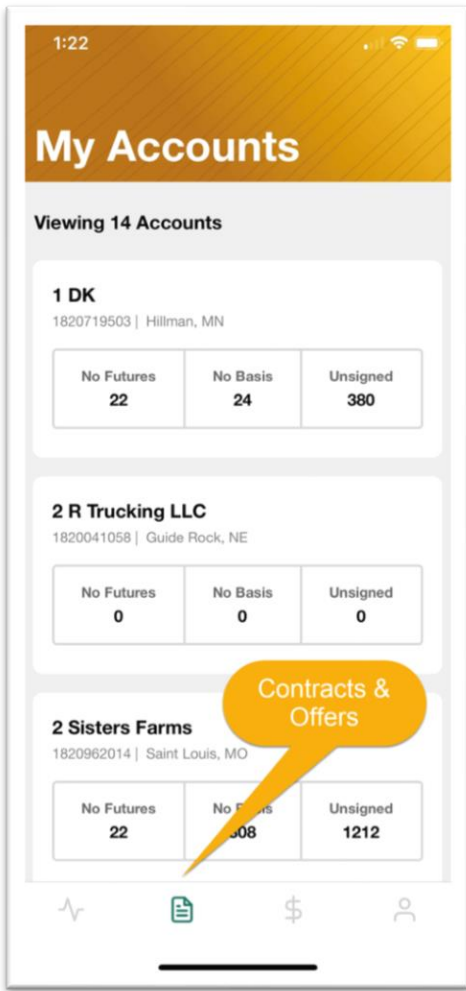 1:22
My Accounts
Viewing 14 Accounts
1 DK
1820719503 | Hillman, MN
No Futures No Basis Unsigned
22 24 380
2 R Trucking LLC
1820041058 | Guide Rock, NE
No Futures No Basis Unsigned
0 0 0
Contracts &
Offers
2 Sisters Farms
1820962014 | Saint Louis, MO
No Futures No Unsigned
22 1212